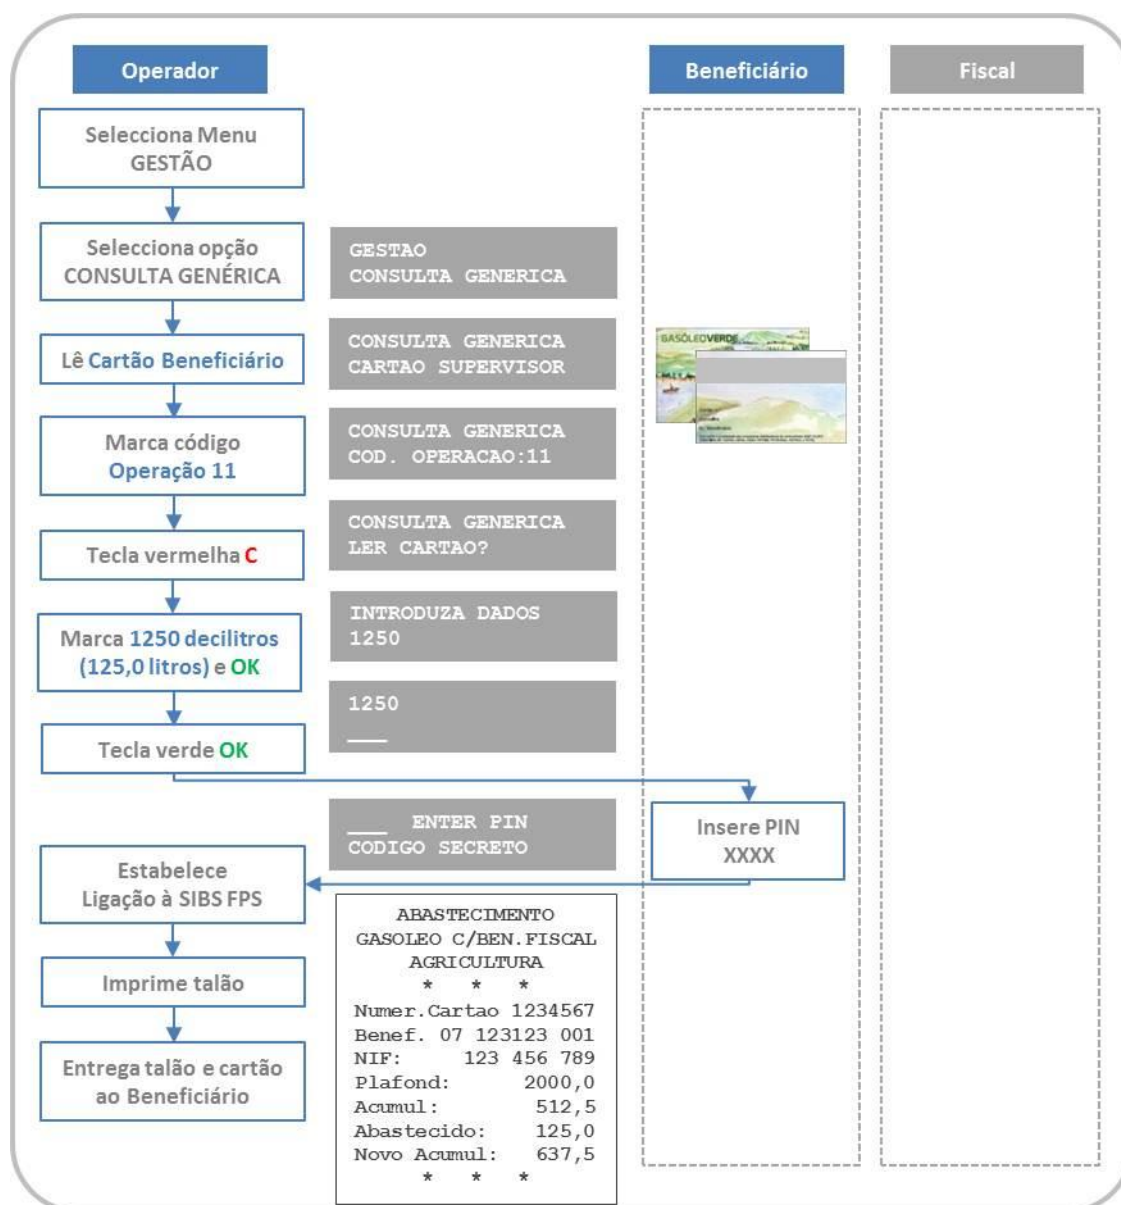 Operador
Beneficiário
Fiscal
Selecciona Menu
GESTÃO
Selecciona opção
CONSULTA GENÉRICA
GESTAO
CONSULTA GENERICA
Lê Cartão Beneficiário
CONSULTA GENERICA
CARTAO SUPERVISOR
GASÓLEOVERDE
Marca código
Operação 11
CONSULTA GENERICA
COD. OPERACAO:11
Tecla vermelha C
CONSULTA GENERICA
LER CARTAO?
Marca 1250 decilitros
(125,0 litros) e OK
INTRODUZA DADOS
1250
Tecla verde OK
1250
___
___ ENTER PIN
CODIGO SECRETO
Insere PIN
XXXX
Estabelece
Ligação à SIBS FPS
Imprime talão
Entrega talão e cartão
ao Beneficiário
ABASTECIMENTO
GASOLEO C/BEN.FISCAL
AGRICULTURA
* * *
Numer.Cartao 1234567
Benef. 07 123123 001
NIF: 123 456 789
Plafond: 2000,0
Acumul: 512,5
Abastecido: 125,0
Novo Acumul: 637,5
* * *